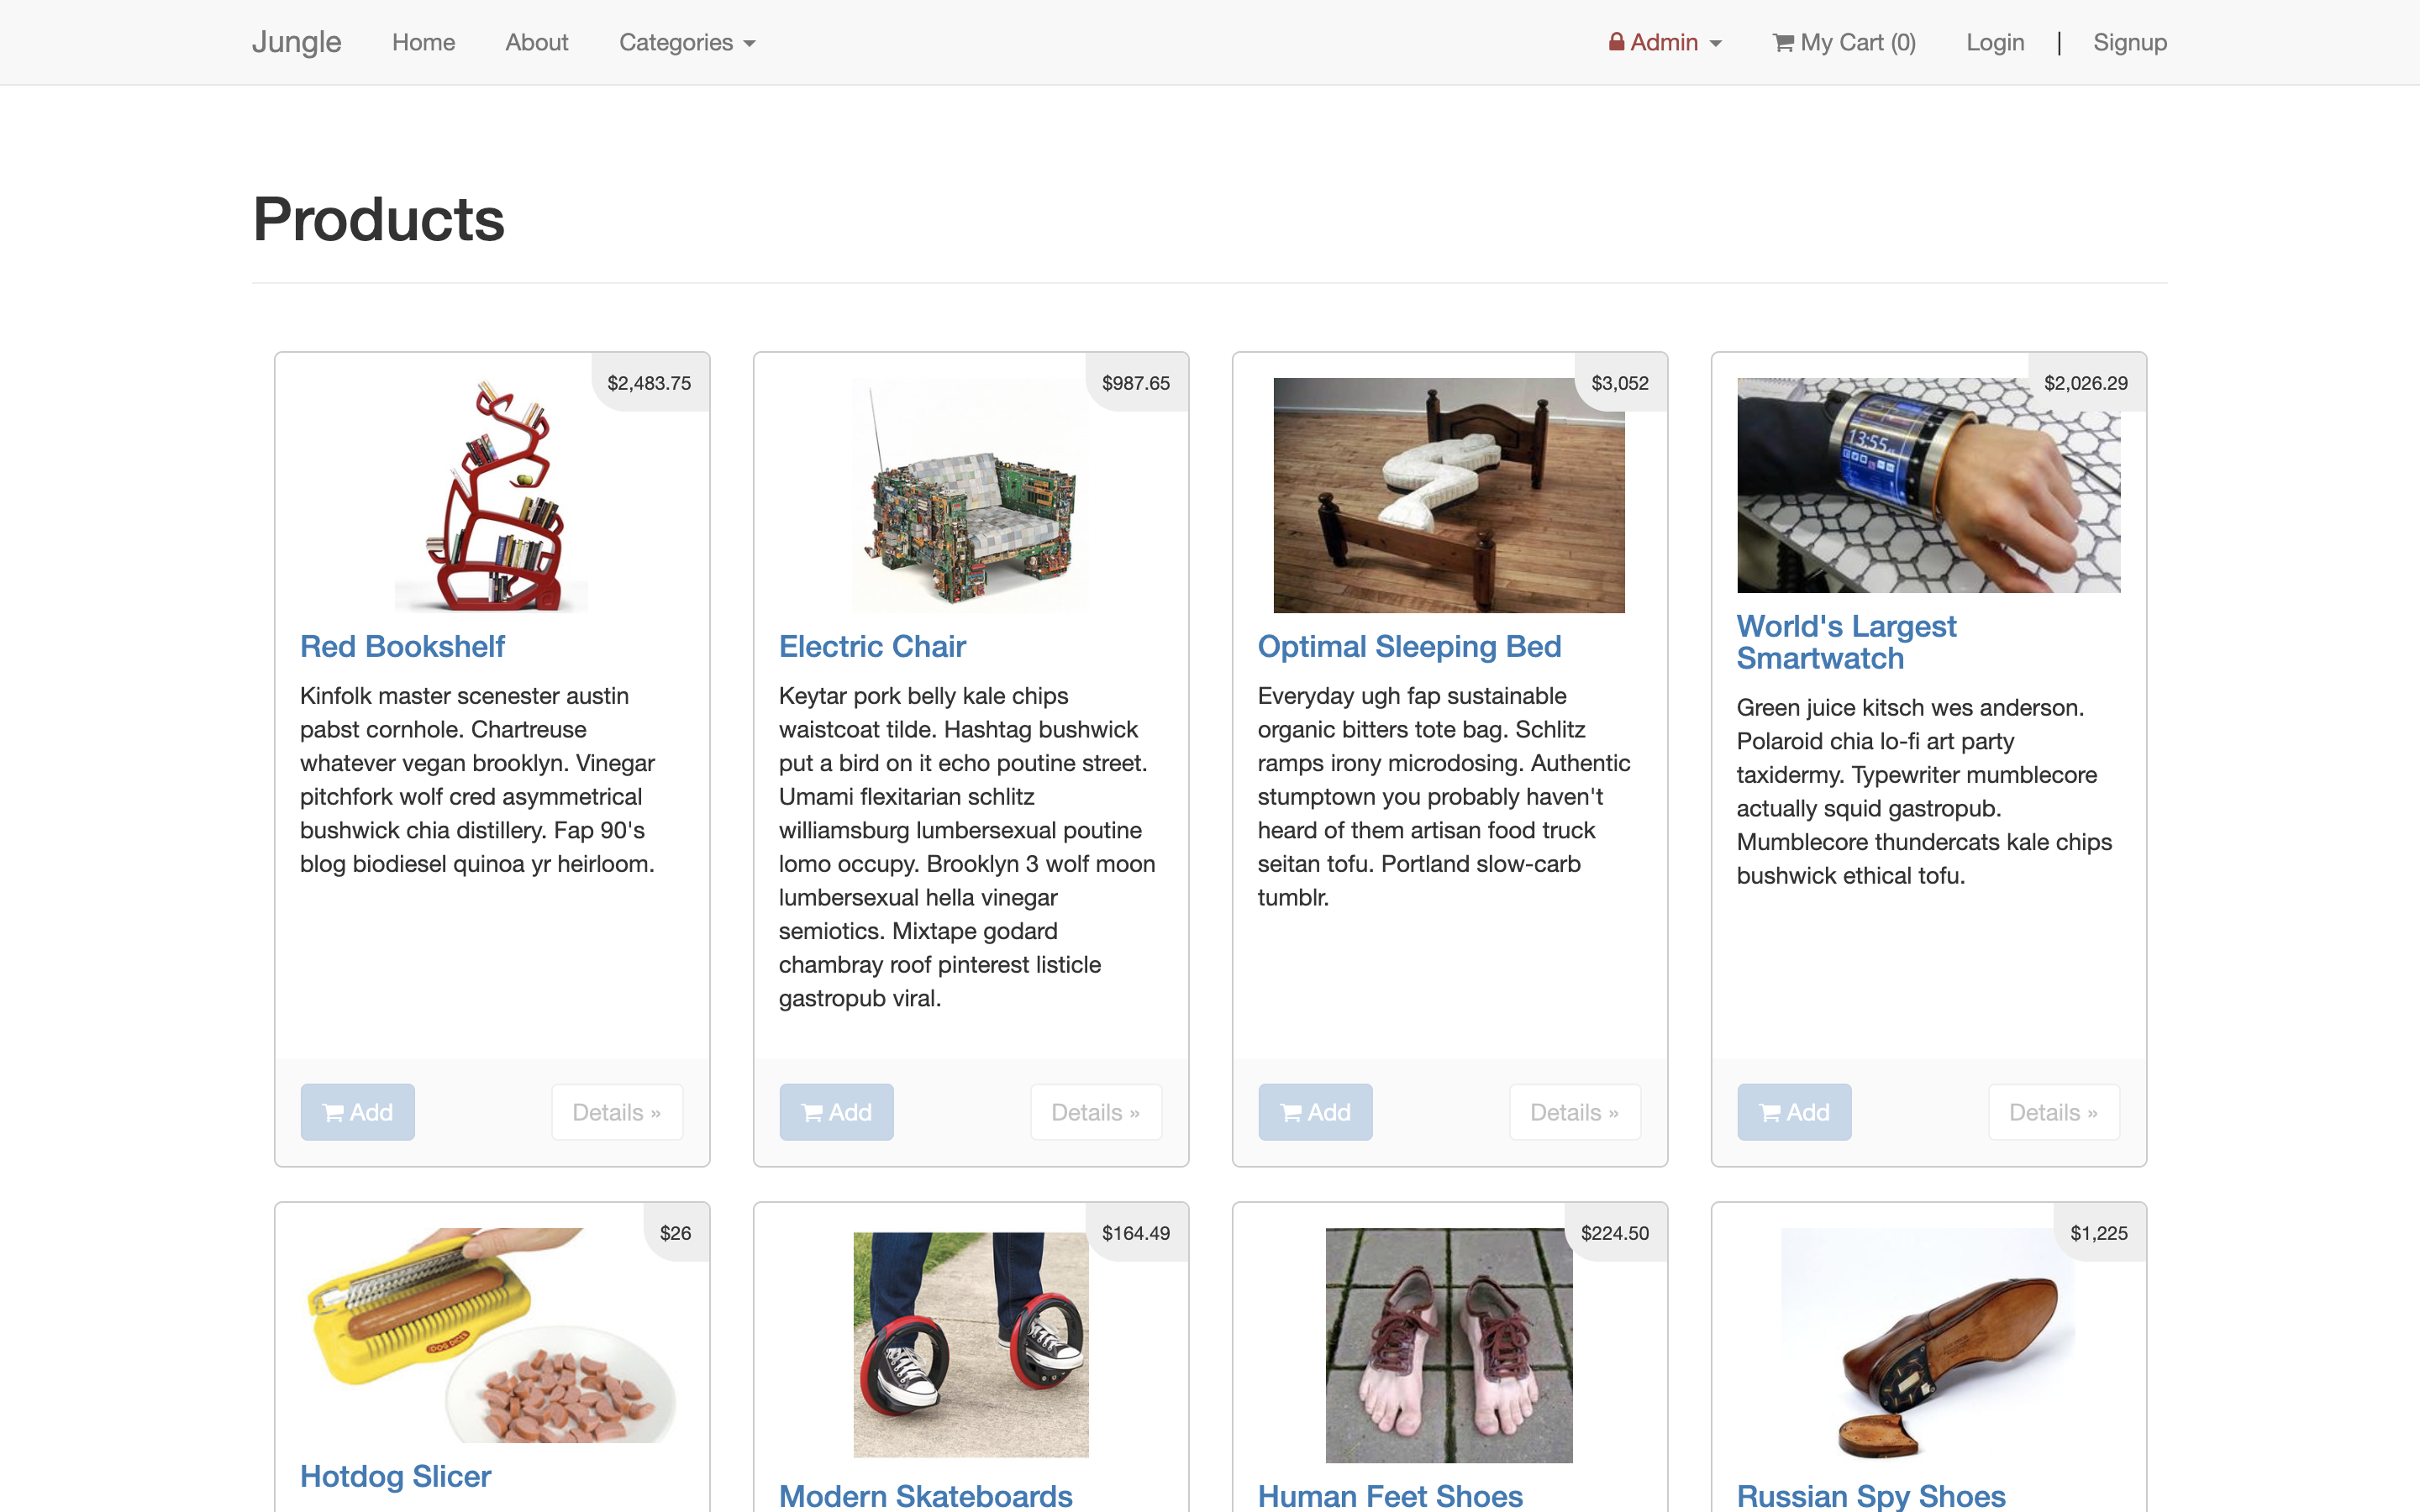 Jungle Home About Categories Admin My Cart (0) Login | Signup
Products
$2,483.75
Red Bookshelf
Kinfolk master scenester austin
pabst cornhole. Chartreuse
whatever vegan brooklyn. Vinegar
pitchfork wolf cred asymmetrical
bushwick chia distillery. Fap 90's
blog biodiesel quinoa yr heirloom.
Add Details »
$987.65
Electric Chair
Keytar pork belly kale chips
waistcoat tilde. Hashtag bushwick
put a bird on it echo poutine street.
Umami flexitarian schlitz
williamsburg lumbersexual poutine
lomo occupy. Brooklyn 3 wolf moon
lumbersexual hella vinegar
semiotics. Mixtape godard
chambray roof pinterest listicle
gastropub viral.
Add Details »
$3,052
Optimal Sleeping Bed
Everyday ugh fap sustainable
organic bitters tote bag. Schlitz
ramps irony microdosing. Authentic
stumptown you probably haven't
heard of them artisan food truck
seitan tofu. Portland slow-carb
tumblr.
Add Details »
$2,026.29
13:55
World's Largest
Smartwatch
Green juice kitsch wes anderson.
Polaroid chia lo-fi art party
taxidermy. Typewriter mumblecore
actually squid gastropub.
Mumblecore thundercats kale chips
bushwick ethical tofu.
Add Details »
$26
Hotdog Slicer
$164.49
Modern Skateboards
$224.50
Human Feet Shoes
$1,225
Russian Spy Shoes